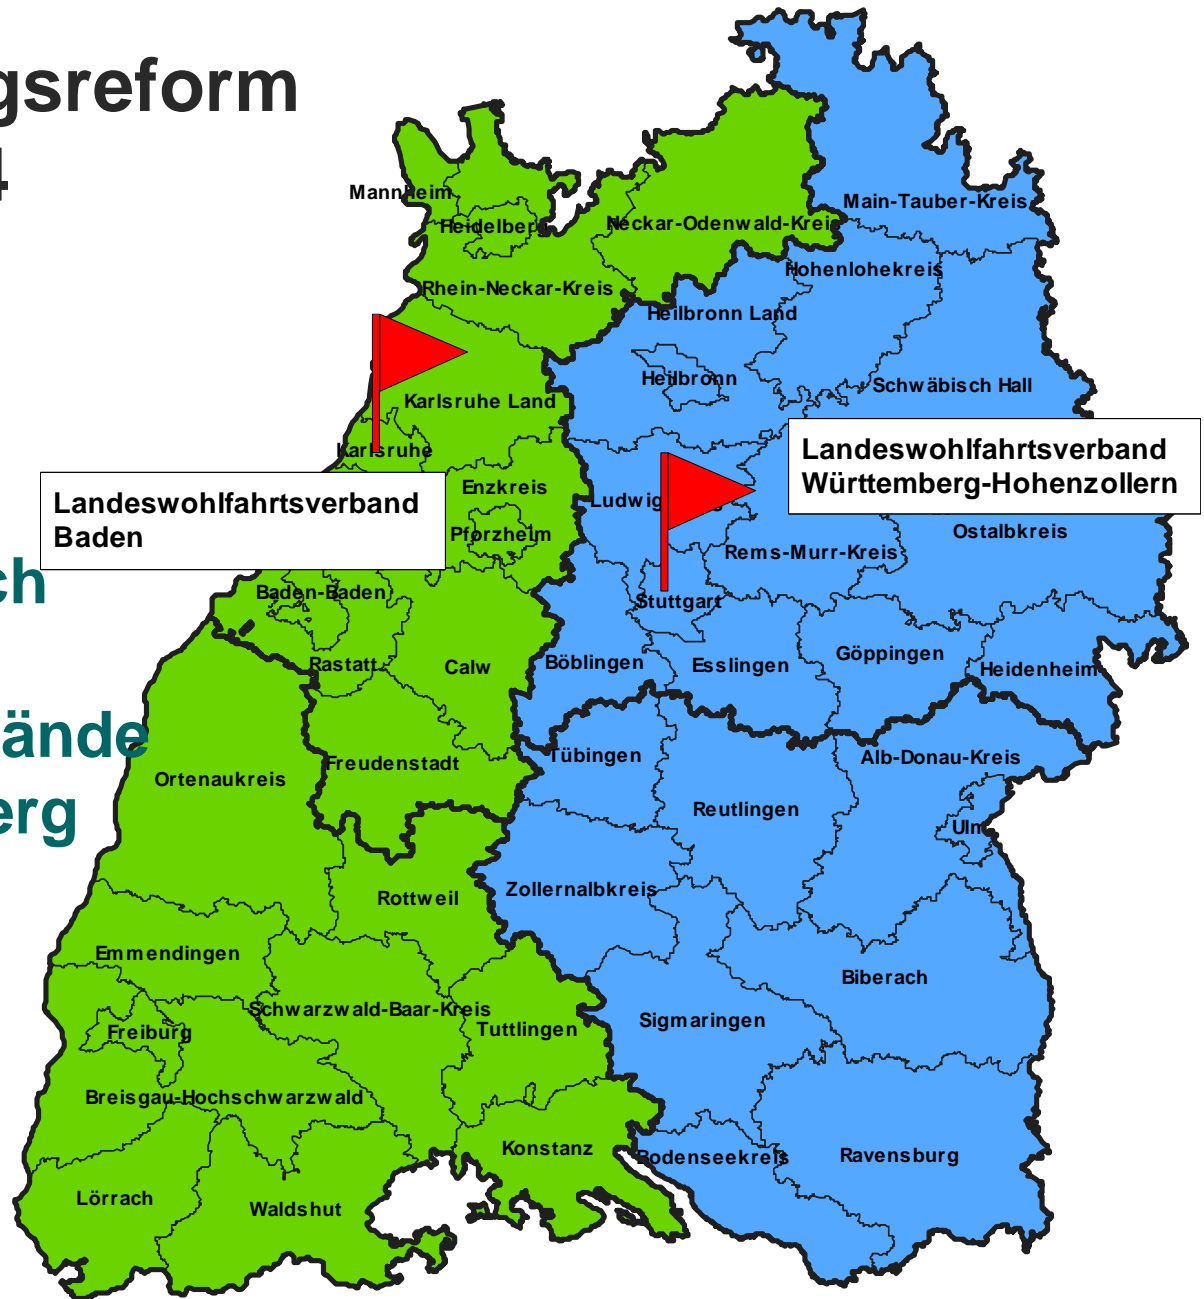 gsreform
4
Mannheim
Heidelberg
Neckar-Odenwald-Kreis
Main-Tauber-Kreis
Hohenlohekreis
Rhein-Neckar-Kreis
Heilbronn Land
Heilbronn
Schwäbisch Hall
Karlsruhe Land
Karlsruhe
Landeswohlfahrtsverband
Württemberg-Hohenzollern
Landeswohlfahrtsverband
Baden
Enzkreis
Ludwig
Pforzheim
Ostalbkreis
Rems-Murr-Kreis
ch
Baden-Baden
Stuttgart
Rastatt
Calw
Böblingen
Esslingen
Göppingen
Heidenheim
ände
Tübingen
Alb-Donau-Kreis
Freudenstadt
Ortenaukreis
Reutlingen
erg
Ulm
Zollernalbkreis
Rottweil
Emmendingen
Biberach
Schwarzwald-Baar-Kreis
Sigmaringen
Tuttlingen
Freiburg
Breisgau-Hochschwarzwald
Konstanz
Bodenseekreis
Ravensburg
Lörrach
Waldshut